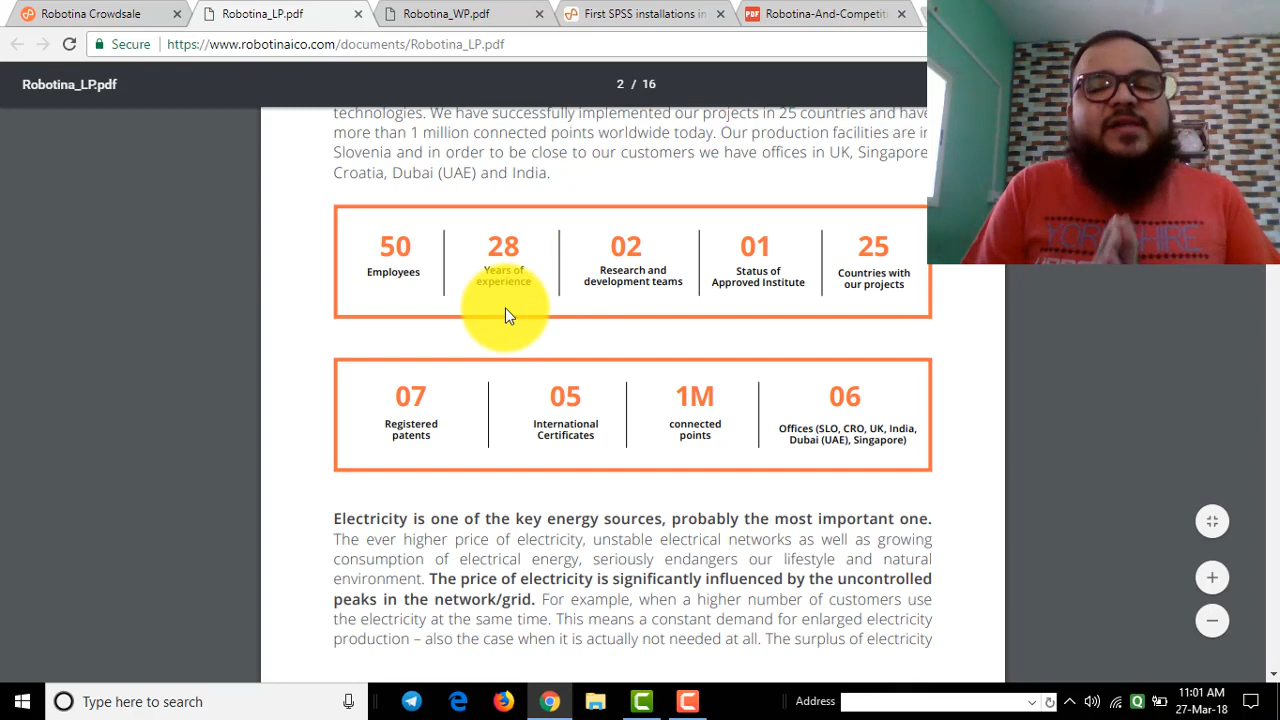 Robotina Crowdsale
Robotina_LP.pdf
Robotina_WP.pdf
First SPSS installations in
Robotina-And-Competit
Secure
https://www.robotinaico.com/documents/Robotina_LP.pdf
Robotina_LP.pdf
2 / 16
technologies. We have successfully implemented our projects in 25 countries and have
more than 1 million connected points worldwide today. Our production facilities are in
Slovenia and in order to be close to our customers we have offices in UK, Singapore
Croatia, Dubai (UAE) and India.
50
Employees
28
Years of
experience
02
Research and
development teams
01
Status of
Approved Institute
25
Countries with
our projects
07
Registered
patents
05
International
Certificates
1M
connected
points
06
Offices (SLO, CRO, UK, India,
Dubai (UAE), Singapore)
Electricity is one of the key energy sources, probably the most important one.
The ever higher price of electricity, unstable electrical networks as well as growing
consumption of electrical energy, seriously endangers our lifestyle and natural
environment. The price of electricity is significantly influenced by the uncontrolled
peaks in the network/grid. For example, when a higher number of customers use
the electricity at the same time. This means a constant demand for enlarged electricity
production – also the case when it is actually not needed at all. The surplus of electricity
Type here to search
Address
11:01 AM
27-Mar-18